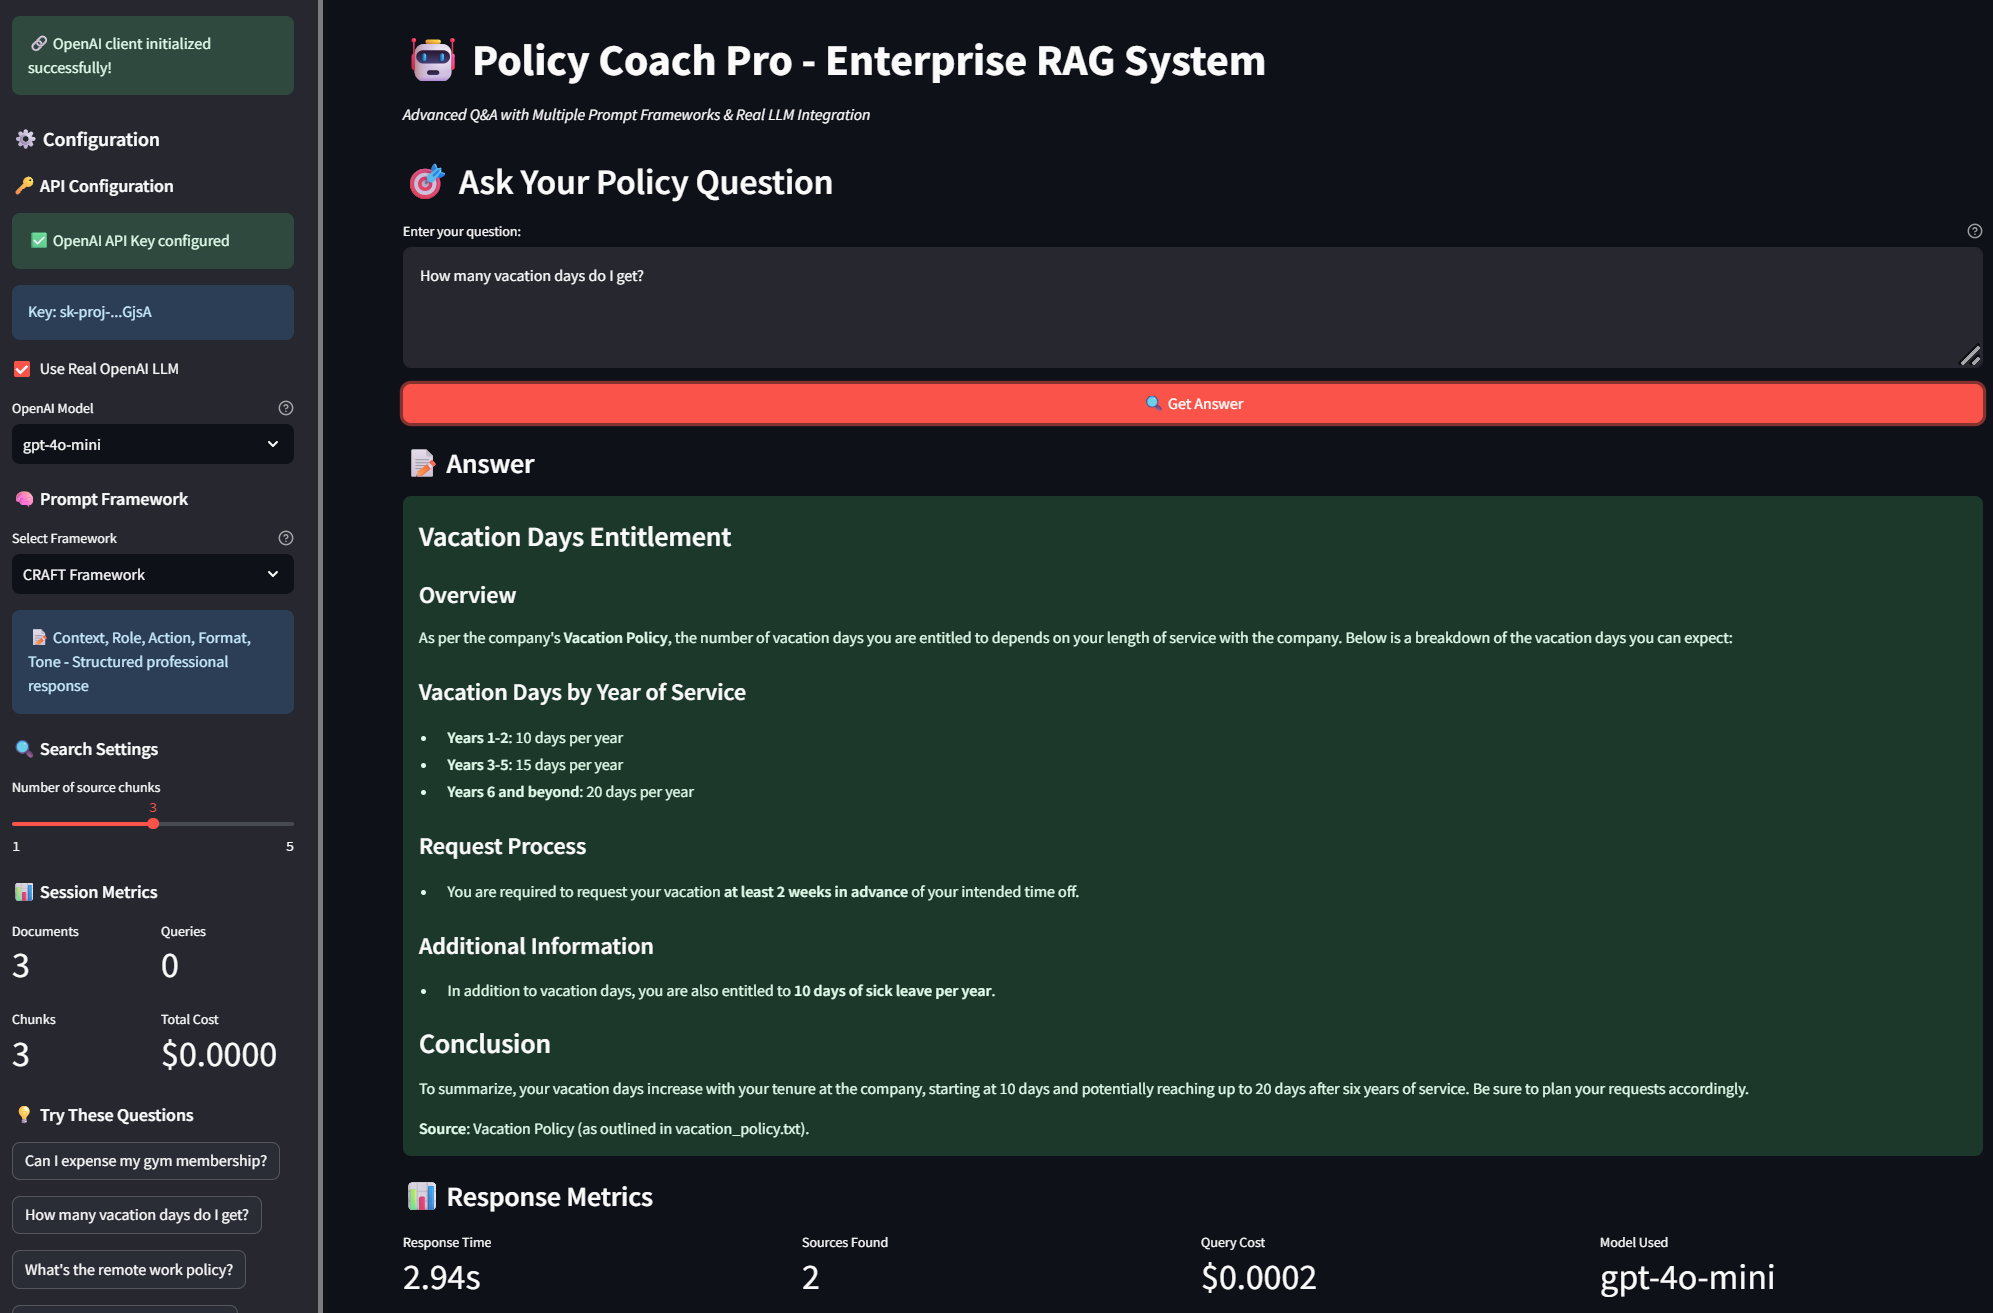 OpenAI client initialized
successfully!
Configuration
API Configuration
OpenAI API Key configured
Key: sk-proj-...GjsA
Use Real OpenAI LLM
OpenAI Model
gpt-4o-mini
Prompt Framework
Select Framework
CRAFT Framework
Context, Role, Action, Format,
Tone - Structured professional
response
Search Settings
Number of source chunks
3
1 5
Session Metrics
Documents Queries
3 0
Chunks Total Cost
3 $0.0000
Try These Questions
Can I expense my gym membership?
How many vacation days do I get?
What's the remote work policy?
Policy Coach Pro - Enterprise RAG System
Advanced Q&A with Multiple Prompt Frameworks & Real LLM Integration
Ask Your Policy Question
Enter your question:
How many vacation days do I get?
Get Answer
Answer
Vacation Days Entitlement
Overview
As per the company's Vacation Policy, the number of vacation days you are entitled to depends on your length of service with the company. Below is a breakdown of the vacation days you can expect:
Vacation Days by Year of Service
• Years 1-2: 10 days per year
• Years 3-5: 15 days per year
• Years 6 and beyond: 20 days per year
Request Process
• You are required to request your vacation at least 2 weeks in advance of your intended time off.
Additional Information
• In addition to vacation days, you are also entitled to 10 days of sick leave per year.
Conclusion
To summarize, your vacation days increase with your tenure at the company, starting at 10 days and potentially reaching up to 20 days after six years of service. Be sure to plan your requests accordingly.
Source: Vacation Policy (as outlined in vacation_policy.txt).
Response Metrics
Response Time Sources Found Query Cost Model Used
2.94s 2 $0.0002 gpt-4o-mini